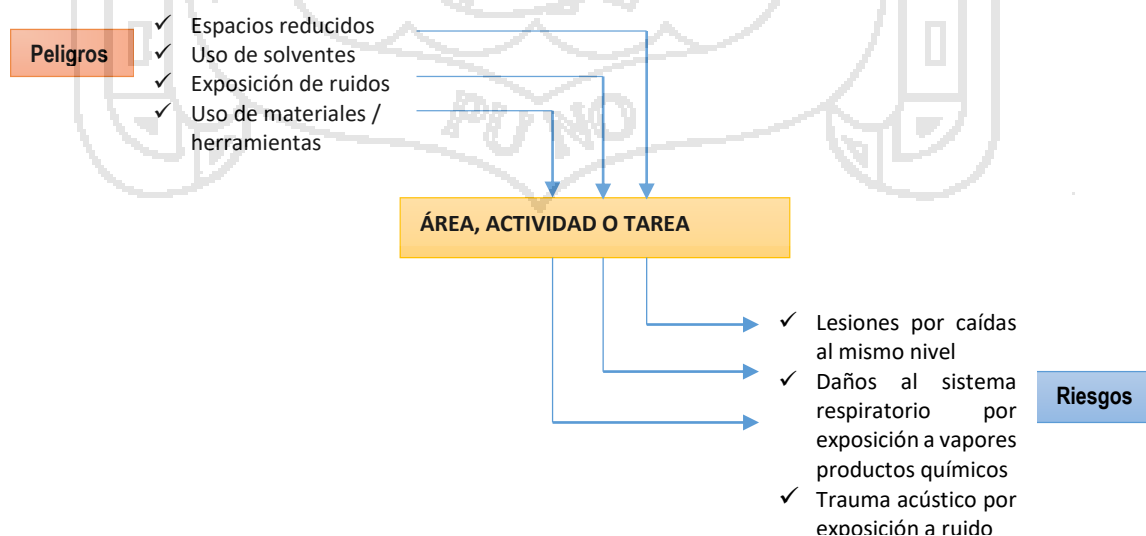 Peligros
✓ Espacios reducidos
✓ Uso de solventes
✓ Exposición de ruidos
✓ Uso de materiales /
herramientas
PUNO
ÁREA, ACTIVIDAD O TAREA
✓ Lesiones por caídas
al mismo nivel
✓ Daños al sistema
respiratorio por
exposición a vapores
productos químicos
✓ Trauma acústico por
exposición a ruido
Riesgos